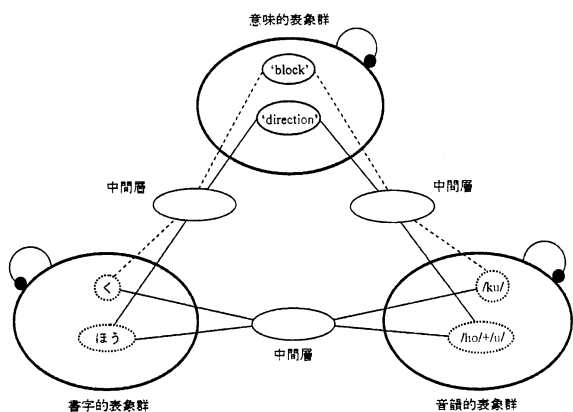 意味的表象群
'block'
'direction'
中間層
中間層
く
/ku/
ほう
/ho/+/u/
中間層
書字的表象群
音韻的表象群